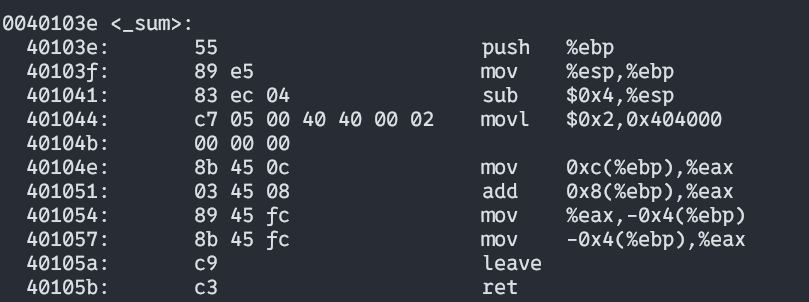 0040103e <_sum>:
  40103e:       55                      push   %ebp
  40103f:       89 e5                   mov    %esp,%ebp
  401041:       83 ec 04                sub    $0x4,%esp
  401044:       c7 05 00 40 40 00 02    movl   $0x2,0x404000
  40104b:       00 00 00
  40104e:       8b 45 0c                mov    0xc(%ebp),%eax
  401051:       03 45 08                add    0x8(%ebp),%eax
  401054:       89 45 fc                mov    %eax,-0x4(%ebp)
  401057:       8b 45 fc                mov    -0x4(%ebp),%eax
  40105a:       c9                      leave
  40105b:       c3                      ret